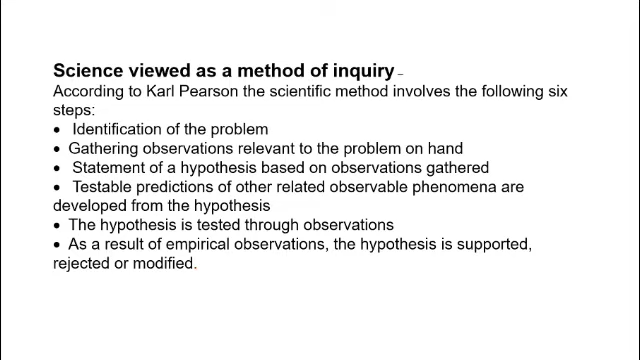 Science viewed as a method of inquiry –
According to Karl Pearson the scientific method involves the following six
steps:
• Identification of the problem
• Gathering observations relevant to the problem on hand
• Statement of a hypothesis based on observations gathered
• Testable predictions of other related observable phenomena are
developed from the hypothesis
• The hypothesis is tested through observations
• As a result of empirical observations, the hypothesis is supported,
rejected or modified.